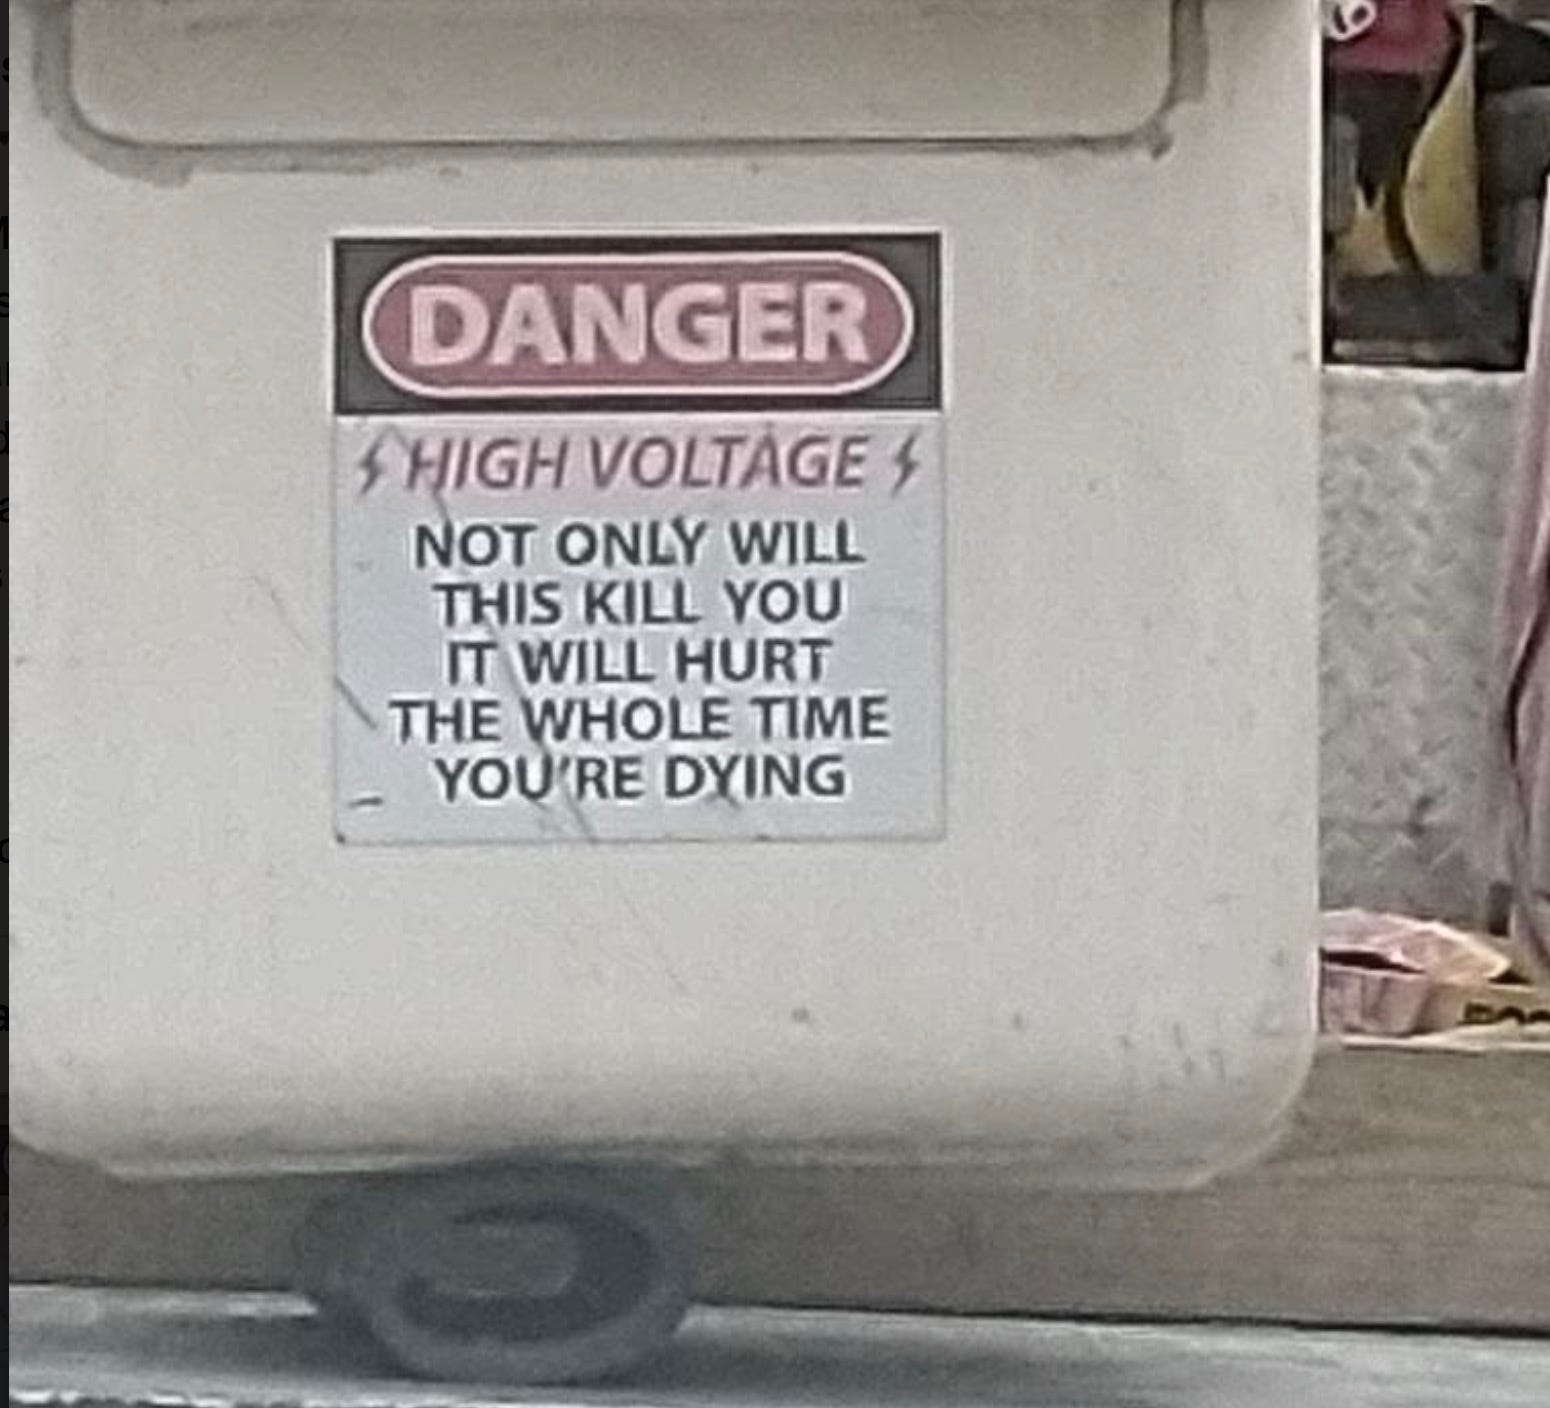 DANGER
HIGH VOLTAGE
NOT ONLY WILL
THIS KILL YOU
IT WILL HURT
THE WHOLE TIME
YOU'RE DYING